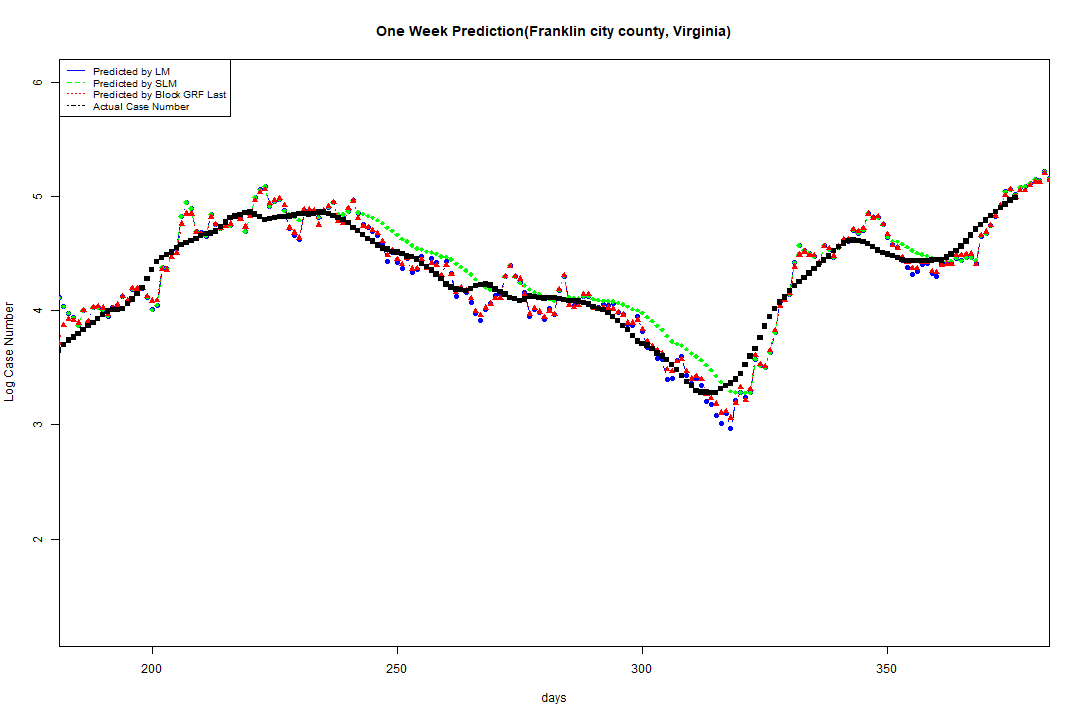 One Week Prediction(Franklin city county, Virginia)
Predicted by LM
Predicted by SLM
Predicted by Block GRF Last
Actual Case Number
6
5
4
3
2
Log Case Number
200
250
300
350
days